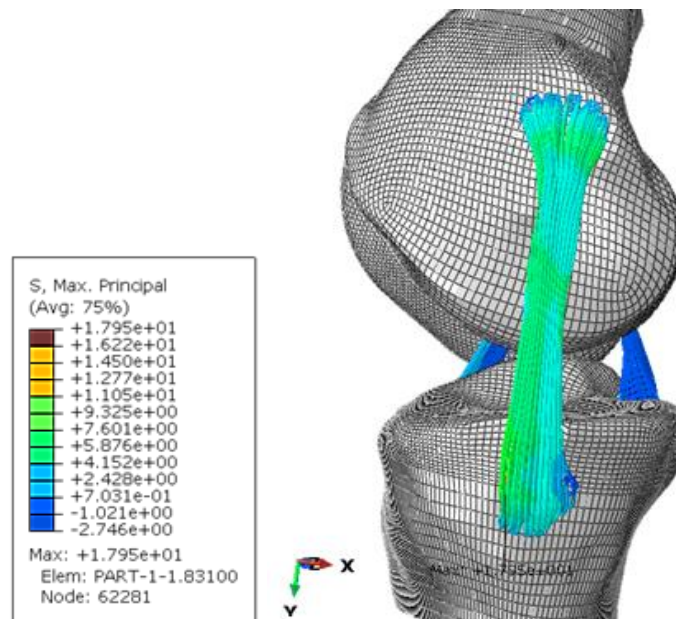 S, Max. Principal
(Avg: 75%)
+1.795e+01
+1.622e+01
+1.450e+01
+1.277e+01
+1.105e+01
+9.325e+00
+7.601e+00
+5.876e+00
+4.152e+00
+2.428e+00
+7.031e-01
-1.021e+00
-2.746e+00
Max: +1.795e+01
Elem: PART-1-1.83100
Node: 62281
X
Y